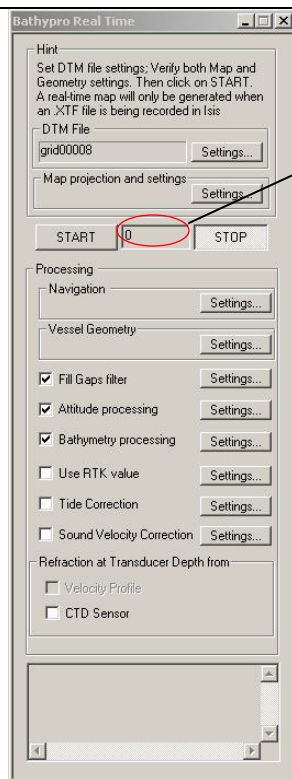 Bathypro Real Time
Hint
Set DTM file settings; Verify both Map and
Geometry settings. Then click on START.
A real-time map will only be generated when
an .XTF file is being recorded in Isis
DTM File
grid00008 Settings...
Map projection and settings
Settings...
START 0 STOP
Processing
Navigation
Settings...
Vessel Geometry
Settings...
Fill Gaps filter Settings...
Attitude processing Settings...
Bathymetry processing Settings...
Use RTK value Settings...
Tide Correction Settings...
Sound Velocity Correction Settings...
Refraction at Transducer Depth from
Velocity Profile
CTD Sensor